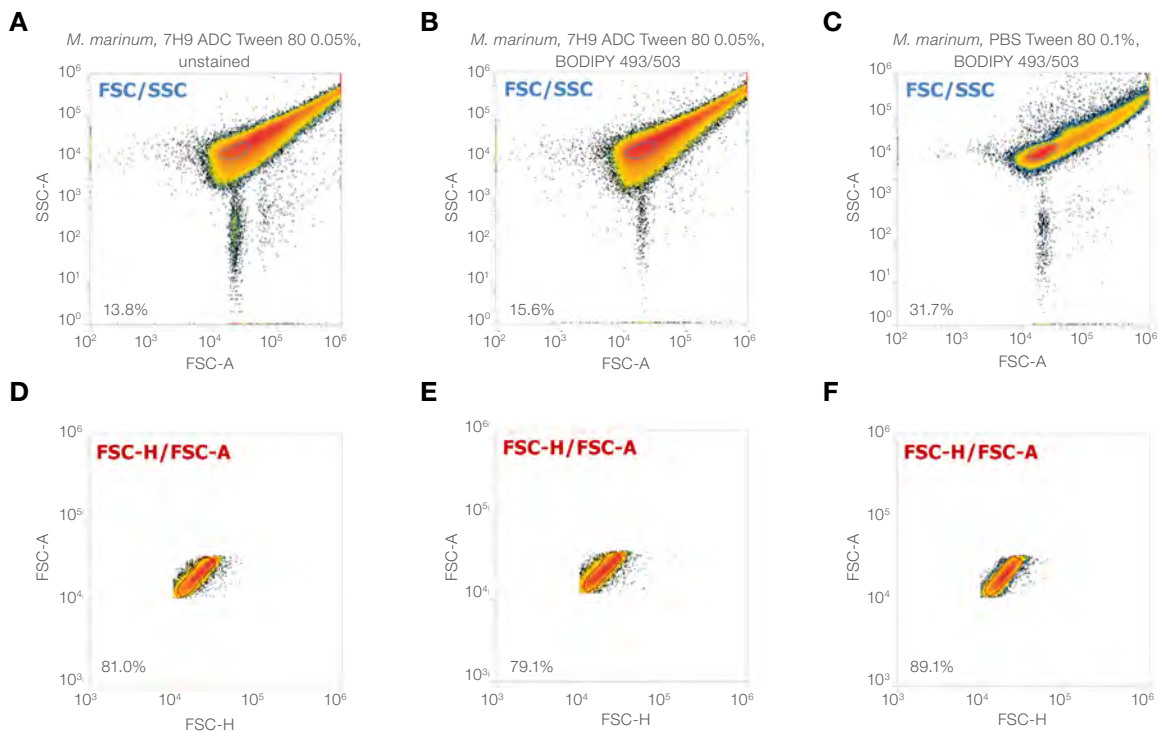 A
M. marinum, 7H9 ADC Tween 80 0.05%,
unstained
FSC/SSC
10⁶
10⁵
10⁴
10³
10²
10¹
10⁰
SSC-A
13.8%
10² 10³ 10⁴ 10⁵ 10⁶
FSC-A
B
M. marinum, 7H9 ADC Tween 80 0.05%,
BODIPY 493/503
FSC/SSC
10⁶
10⁵
10⁴
10³
10²
10¹
10⁰
SSC-A
15.6%
10² 10³ 10⁴ 10⁵ 10⁶
FSC-A
C
M. marinum, PBS Tween 80 0.1%,
BODIPY 493/503
FSC/SSC
10⁶
10⁵
10⁴
10³
10²
10¹
10⁰
SSC-A
31.7%
10² 10³ 10⁴ 10⁵ 10⁶
FSC-A
D
FSC-H/FSC-A
10⁶
10⁵
10⁴
10³
FSC-A
81.0%
10³ 10⁴ 10⁵ 10⁶
FSC-H
E
FSC-H/FSC-A
10⁶
10⁵
10⁴
10³
FSC-A
79.1%
10³ 10⁴ 10⁵ 10⁶
FSC-H
F
FSC-H/FSC-A
10⁶
10⁵
10⁴
10³
FSC-A
89.1%
10³ 10⁴ 10⁵ 10⁶
FSC-H